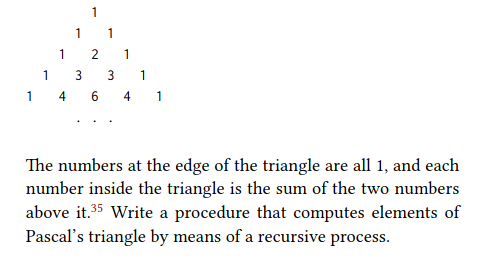 1
1 1
1 2 1
1 3 3 1
1 4 6 4 1
. . .
The numbers at the edge of the triangle are all 1, and each
number inside the triangle is the sum of the two numbers
above it.35 Write a procedure that computes elements of
Pascal’s triangle by means of a recursive process.